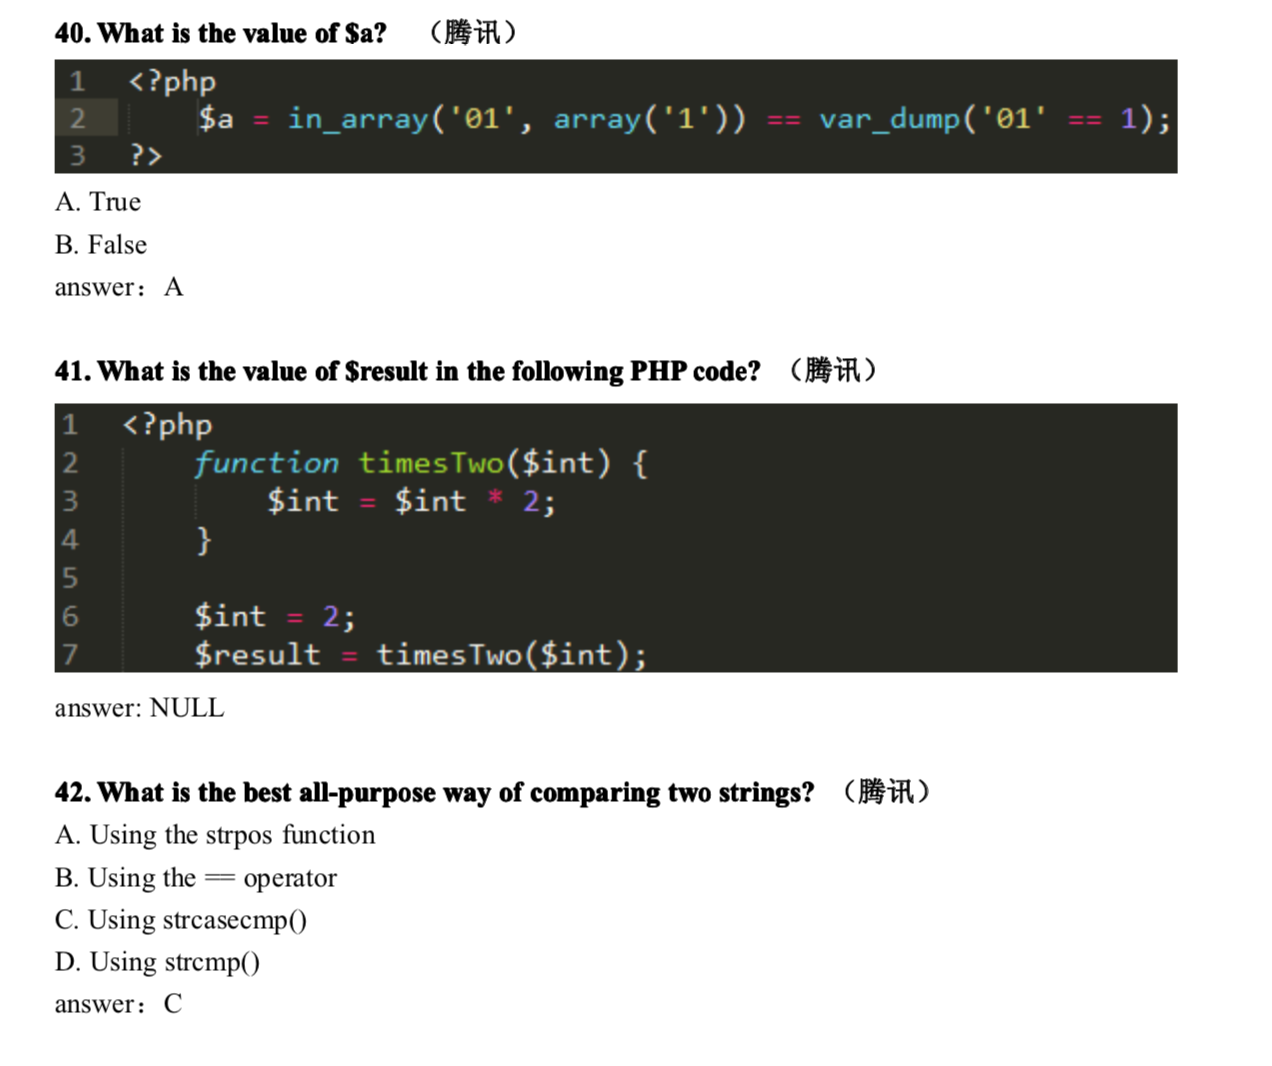 40. What is the value of $a? （腾讯）
1 <?php
2 $a = in_array('01', array('1')) == var_dump('01' == 1);
3 ?>
A. True
B. False
answer： A
41. What is the value of $result in the following PHP code? （腾讯）
1 <?php
2 function timesTwo($int) {
3 $int = $int * 2;
4 }
5
6 $int = 2;
7 $result = timesTwo($int);
answer: NULL
42. What is the best all-purpose way of comparing two strings? （腾讯）
A. Using the strpos function
B. Using the == operator
C. Using strcasecmp()
D. Using strcmp()
answer： C